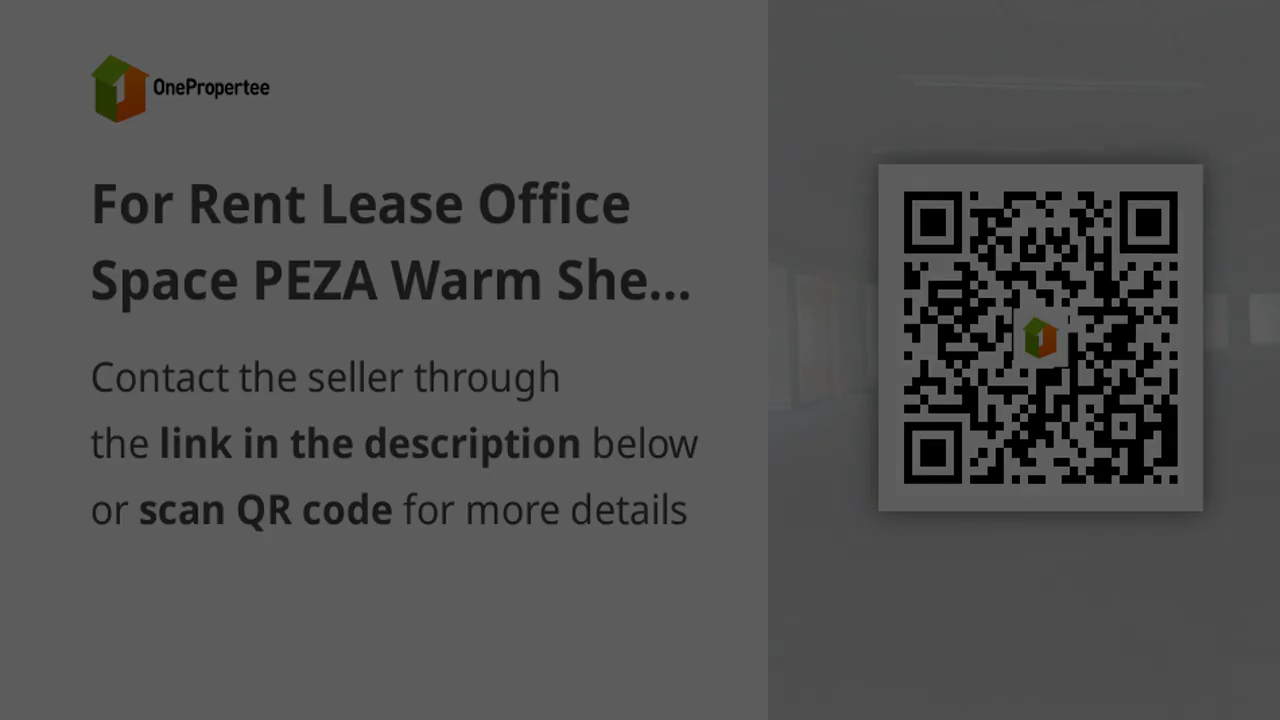 OnePropertee
For Rent Lease Office
Space PEZA Warm She...
Contact the seller through
the link in the description below
or scan QR code for more details